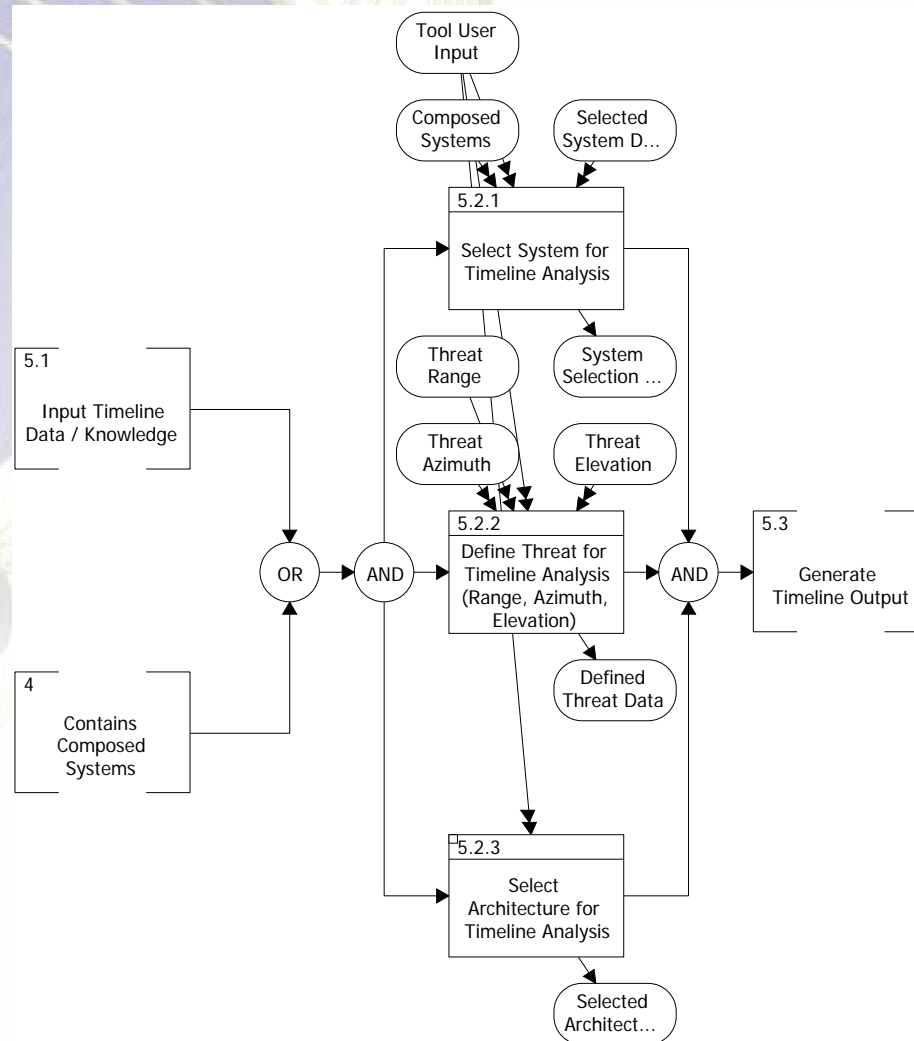 Tool User
Input
Composed
Systems
Selected
System D...
5.2.1
Select System for
Timeline Analysis
System
Selection ...
Threat
Range
Threat
Azimuth
Threat
Elevation
5.1
Input Timeline
Data / Knowledge
4
Contains
Composed
Systems
OR
AND
5.2.2
Define Threat for
Timeline Analysis
(Range, Azimuth,
Elevation)
Defined
Threat Data
AND
5.3
Generate
Timeline Output
5.2.3
Select
Architecture for
Timeline Analysis
Selected
Architect...